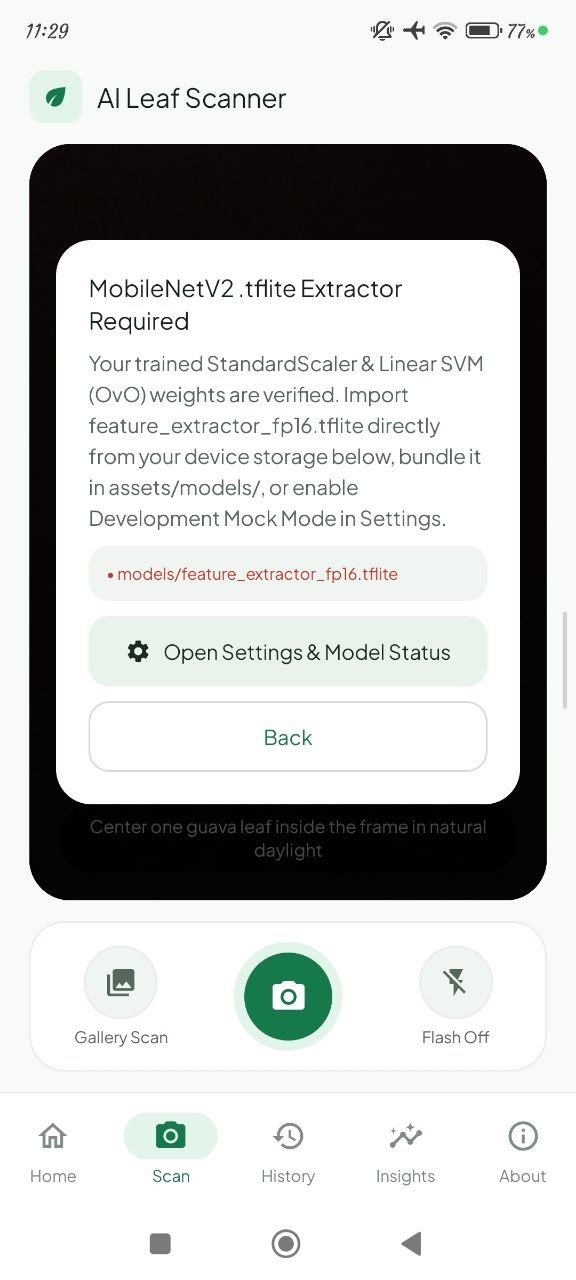 11:29
77%
AI Leaf Scanner
MobileNetV2 .tflite Extractor
Required
Your trained StandardScaler & Linear SVM
(OvO) weights are verified. Import
feature_extractor_fp16.tflite directly
from your device storage below, bundle it
in assets/models/, or enable
Development Mock Mode in Settings.
• models/feature_extractor_fp16.tflite
Open Settings & Model Status
Back
Center one guava leaf inside the frame in natural
daylight
Gallery Scan
Flash Off
Home
Scan
History
Insights
About